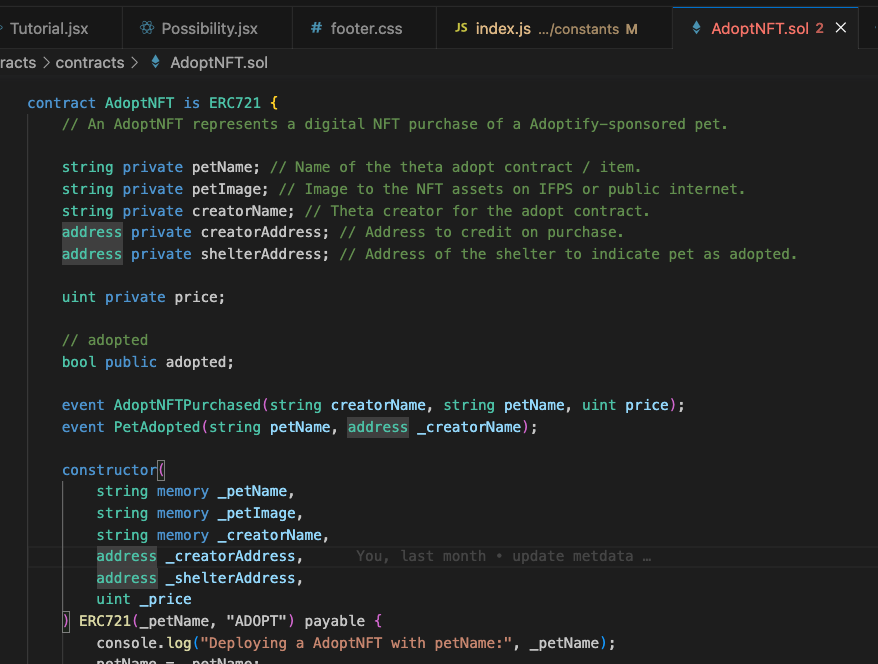 Tutorial.jsx Possibility.jsx # footer.css JS index.js .../constants M AdoptNFT.sol 2 ×
racts > contracts > AdoptNFT.sol
contract AdoptNFT is ERC721 {
// An AdoptNFT represents a digital NFT purchase of a Adoptify-sponsored pet.
string private petName; // Name of the theta adopt contract / item.
string private petImage; // Image to the NFT assets on IFPS or public internet.
string private creatorName; // Theta creator for the adopt contract.
address private creatorAddress; // Address to credit on purchase.
address private shelterAddress; // Address of the shelter to indicate pet as adopted.
uint private price;
// adopted
bool public adopted;
event AdoptNFTPurchased(string creatorName, string petName, uint price);
event PetAdopted(string petName, address _creatorName);
constructor(
string memory _petName,
string memory _petImage,
string memory _creatorName,
address _creatorAddress, You, last month • update metdata …
address _shelterAddress,
uint _price
) ERC721(_petName, "ADOPT") payable {
console.log("Deploying a AdoptNFT with petName:", _petName);
petName = _petName;